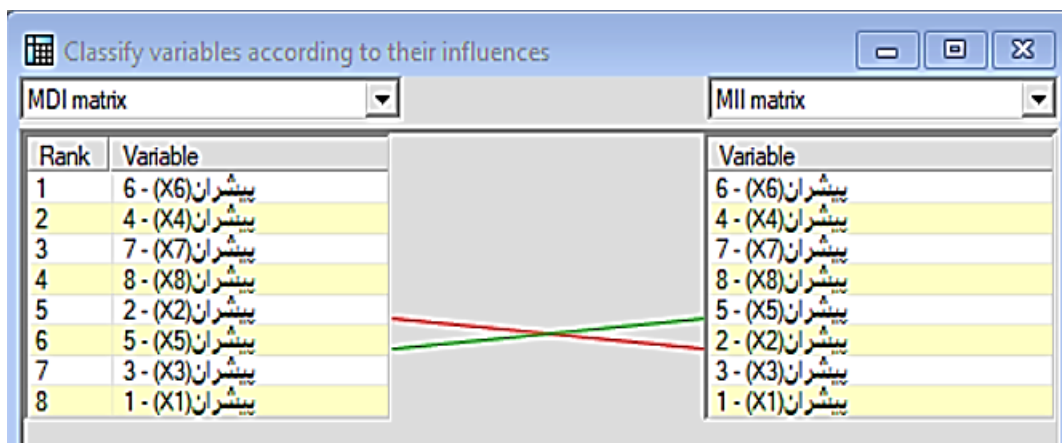 Classify variables according to their influences
MDI matrix MII matrix
Rank Variable Variable
1 6 - (X6)پیشران 6 - (X6)پیشران
2 4 - (X4)پیشران 4 - (X4)پیشران
3 7 - (X7)پیشران 7 - (X7)پیشران
4 8 - (X8)پیشران 8 - (X8)پیشران
5 2 - (X2)پیشران 5 - (X5)پیشران
6 5 - (X5)پیشران 2 - (X2)پیشران
7 3 - (X3)پیشران 3 - (X3)پیشران
8 1 - (X1)پیشران 1 - (X1)پیشران